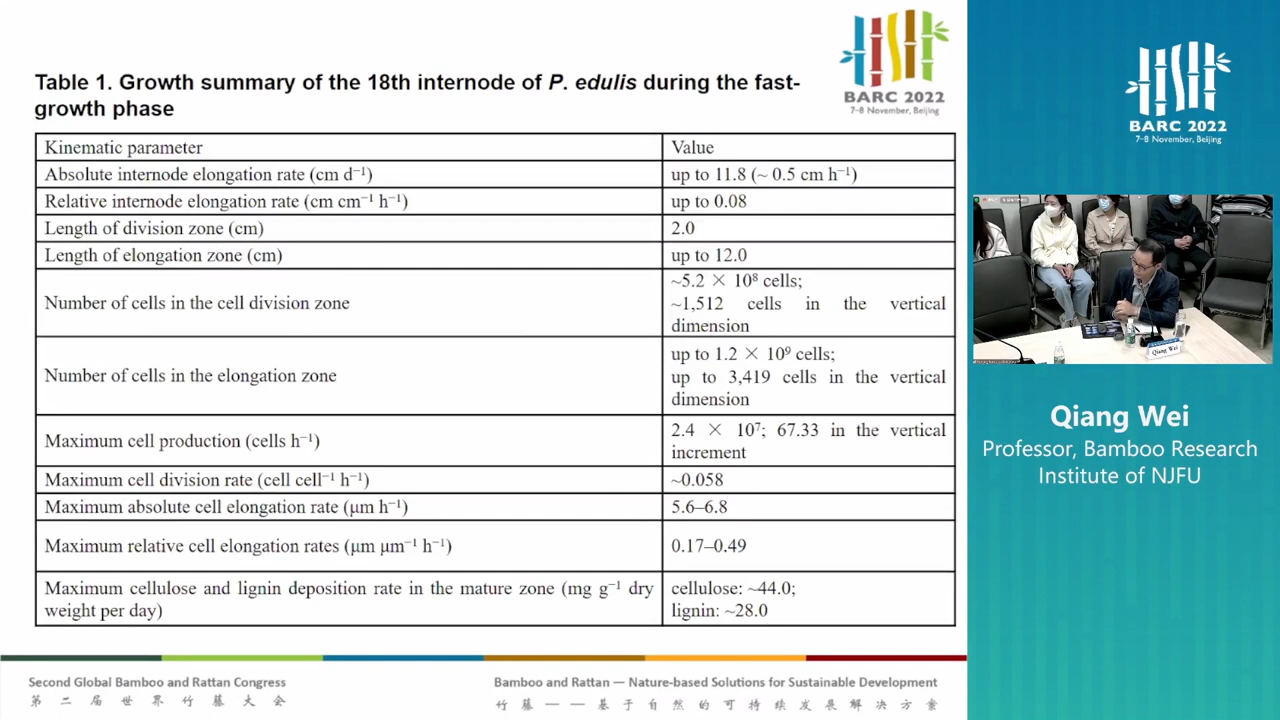 BARC 2022
7-8 November, Beijing
Table 1. Growth summary of the 18th internode of P. edulis during the fast-
growth phase
Kinematic parameter Value
Absolute internode elongation rate (cm d⁻¹) up to 11.8 (~ 0.5 cm h⁻¹)
Relative internode elongation rate (cm cm⁻¹ h⁻¹) up to 0.08
Length of division zone (cm) 2.0
Length of elongation zone (cm) up to 12.0
Number of cells in the cell division zone
~5.2 × 10⁸ cells;
~1,512 cells in the vertical
dimension
Number of cells in the elongation zone
up to 1.2 × 10⁹ cells;
up to 3,419 cells in the vertical
dimension
Maximum cell production (cells h⁻¹)
2.4 × 10⁷; 67.33 in the vertical
increment
Maximum cell division rate (cell cell⁻¹ h⁻¹) ~0.058
Maximum absolute cell elongation rate (μm h⁻¹) 5.6–6.8
Maximum relative cell elongation rates (μm μm⁻¹ h⁻¹) 0.17–0.49
Maximum cellulose and lignin deposition rate in the mature zone (mg g⁻¹ dry
weight per day)
cellulose: ~44.0;
lignin: ~28.0
Second Global Bamboo and Rattan Congress
第二届世界竹藤大会
Bamboo and Rattan — Nature-based Solutions for Sustainable Development
竹藤——基于自然的可持续发展解决方案
BARC 2022
7-8 November, Beijing
Qiang Wei
Qiang Wei
Professor, Bamboo Research
Institute of NJFU